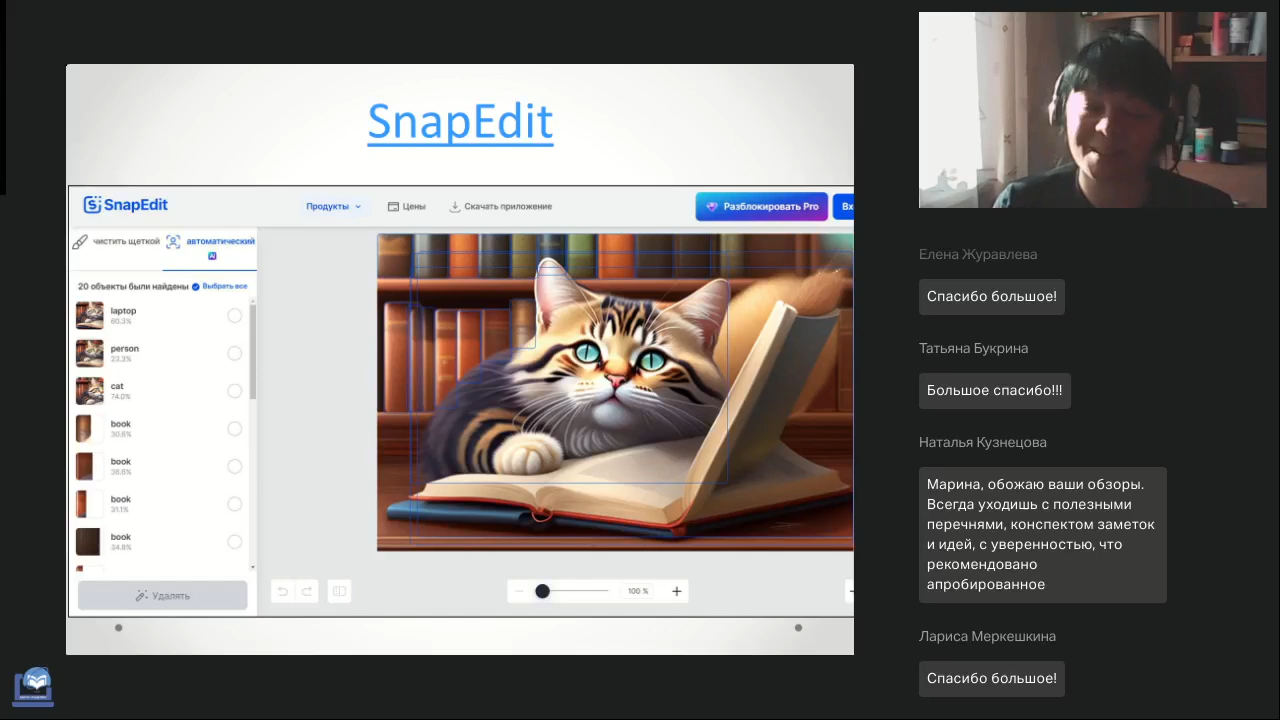 SnapEdit
SnapEdit
Продукты
Цены
Скачать приложение
Разблокировать Pro
Вх
чистить щеткой
автоматический
AI
20 объекты были найдены
Выбрать все
laptop
60.3%
person
23.3%
cat
74.0%
book
30.6%
book
36.6%
book
31.1%
book
34.8%
Удалять
100 %
Елена Журавлева
Спасибо большое!
Татьяна Букрина
Большое спасибо!!!
Наталья Кузнецова
Марина, обожаю ваши обзоры.
Всегда уходишь с полезными
перечнями, конспектом заметок
и идей, с уверенностью, что
рекомендовано
апробированное
Лариса Меркешкина
Спасибо большое!